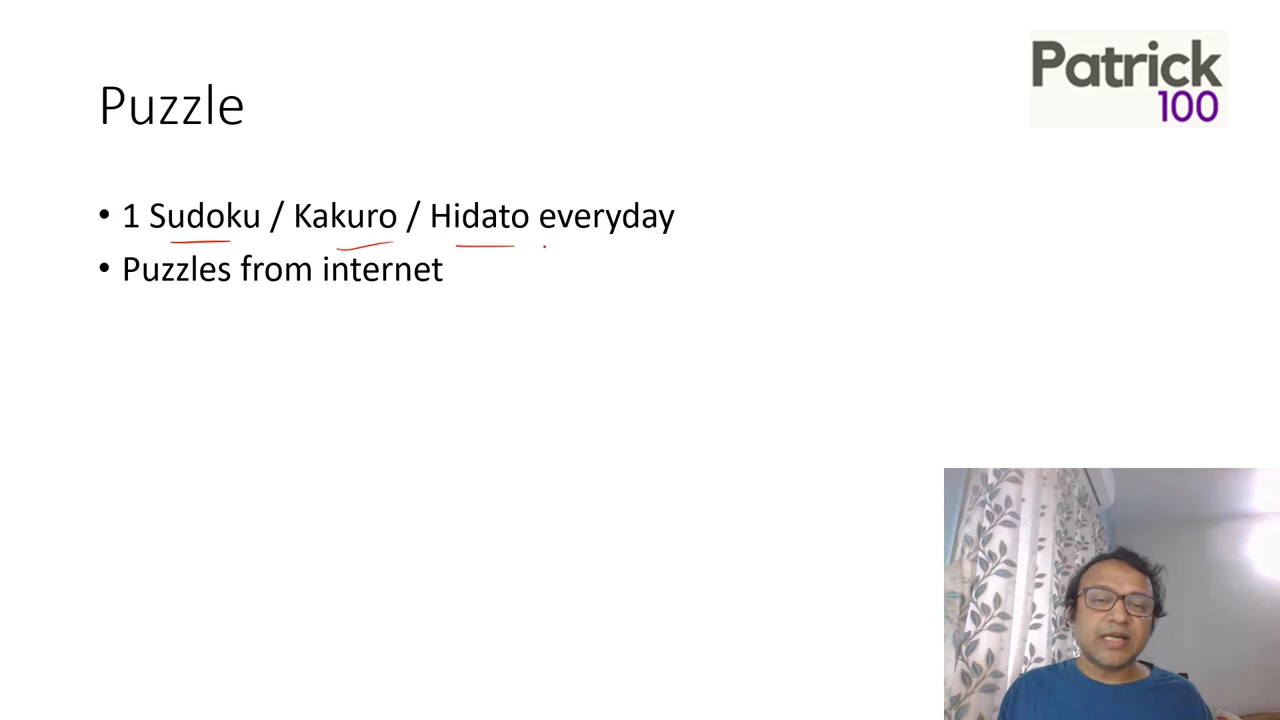 Patrick
100
Puzzle
• 1 Sudoku / Kakuro / Hidato everyday
• Puzzles from internet